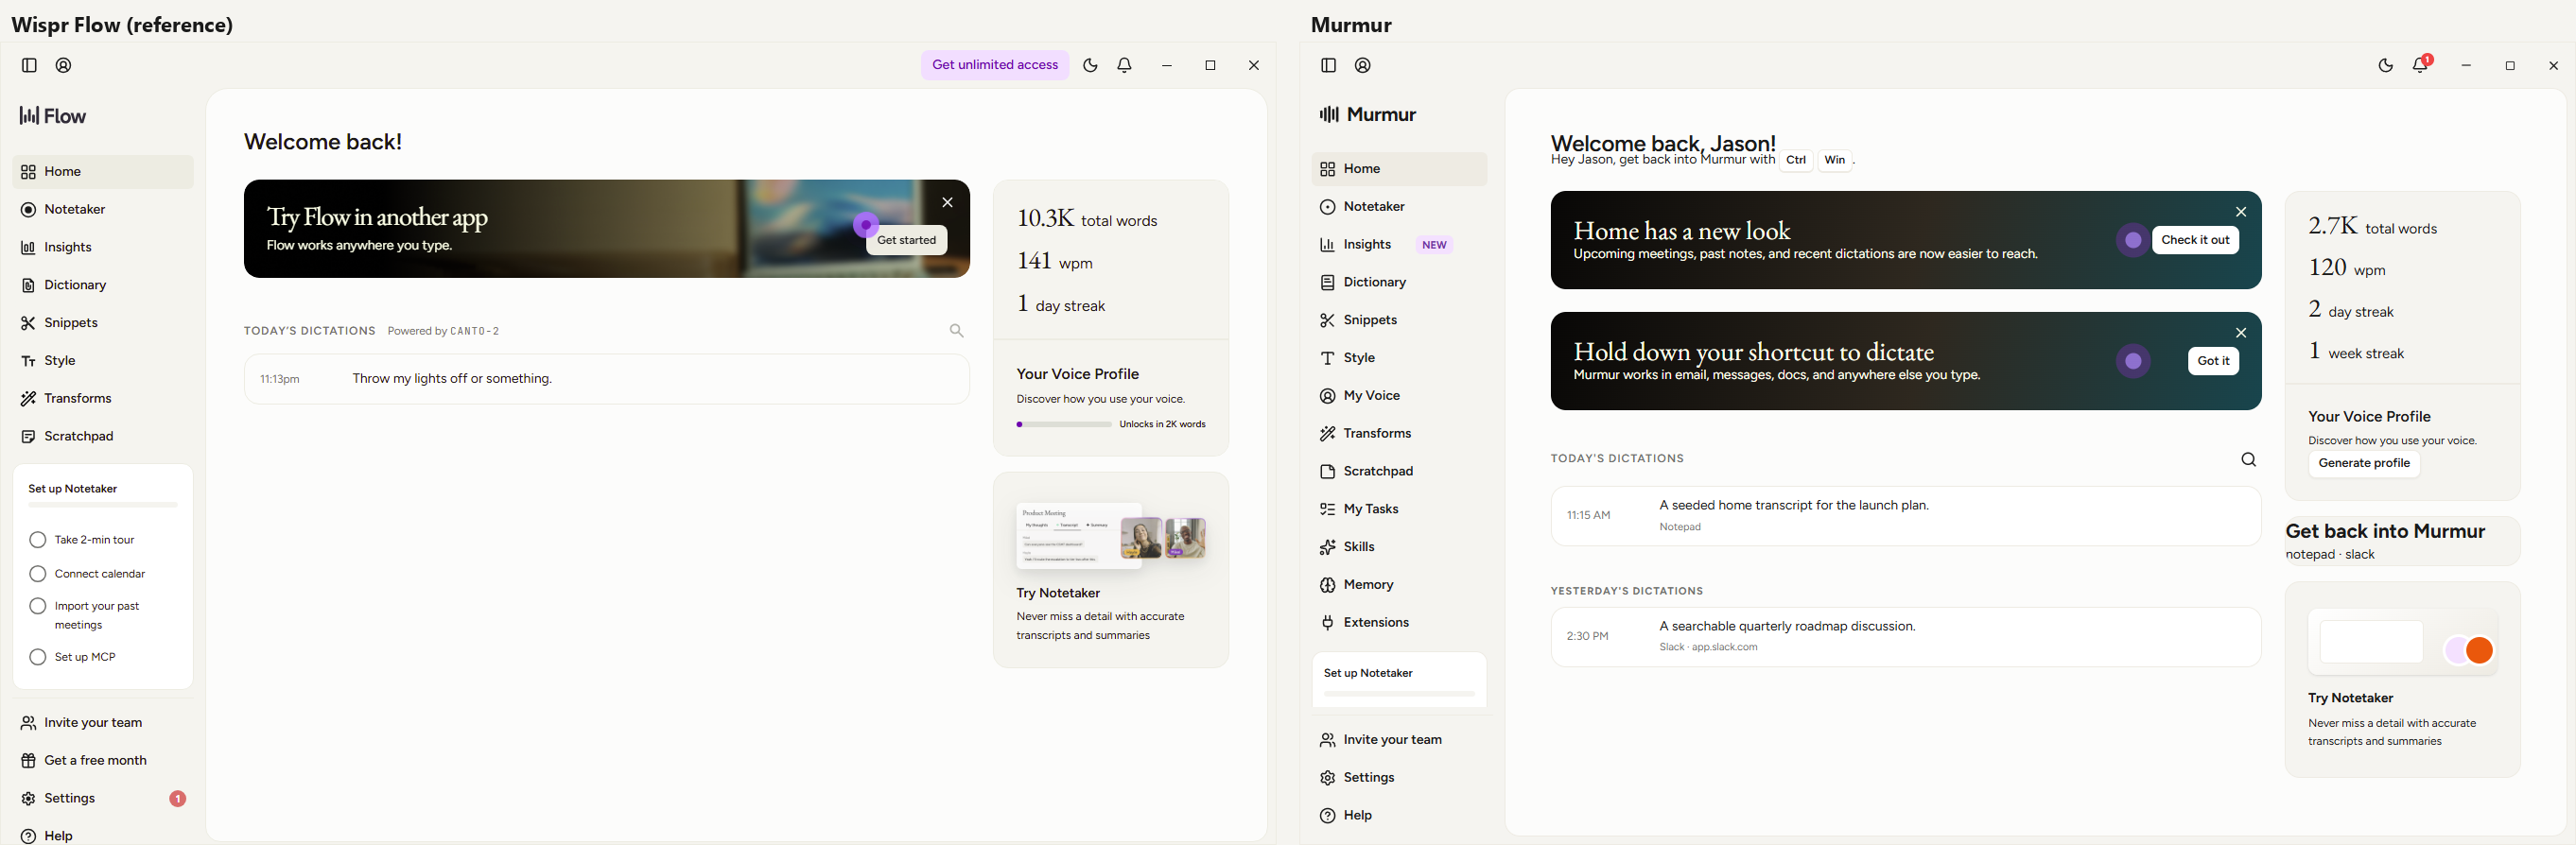 Wispr Flow (reference)
Get unlimited access
Flow
Home
Notetaker
Insights
Dictionary
Snippets
Style
Transforms
Scratchpad
Set up Notetaker
Take 2-min tour
Connect calendar
Import your past
meetings
Set up MCP
Invite your team
Get a free month
Settings
1
Help
Welcome back!
Try Flow in another app
Flow works anywhere you type.
Get started
TODAY'S DICTATIONS Powered by CANTO-2
11:13pm Throw my lights off or something.
10.3K total words
141 wpm
1 day streak
Your Voice Profile
Discover how you use your voice.
Unlocks in 2K words
Product Meeting
My thoughts Transcript Summary
Try Notetaker
Never miss a detail with accurate
transcripts and summaries
Murmur
1
Murmur
Home
Notetaker
Insights NEW
Dictionary
Snippets
Style
My Voice
Transforms
Scratchpad
My Tasks
Skills
Memory
Extensions
Set up Notetaker
Invite your team
Settings
Help
Welcome back, Jason!
Hey Jason, get back into Murmur with Ctrl Win .
Home has a new look
Upcoming meetings, past notes, and recent dictations are now easier to reach.
Check it out
Hold down your shortcut to dictate
Murmur works in email, messages, docs, and anywhere else you type.
Got it
TODAY'S DICTATIONS
11:15 AM A seeded home transcript for the launch plan.
Notepad
YESTERDAY'S DICTATIONS
2:30 PM A searchable quarterly roadmap discussion.
Slack · app.slack.com
2.7K total words
120 wpm
2 day streak
1 week streak
Your Voice Profile
Discover how you use your voice.
Generate profile
Get back into Murmur
notepad · slack
Try Notetaker
Never miss a detail with accurate
transcripts and summaries